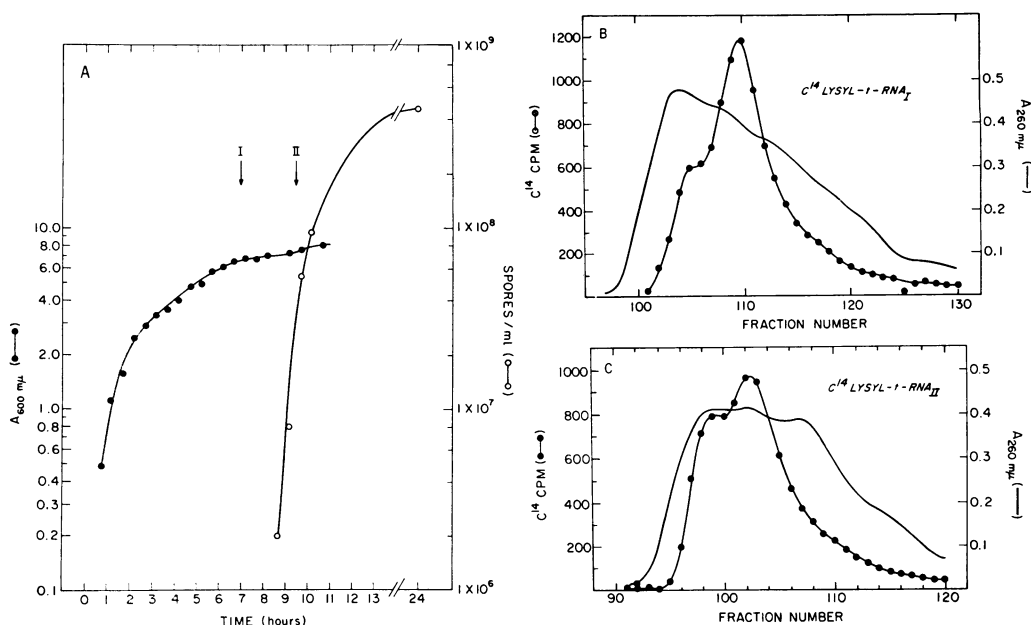 A
I
II
A600 mμ (●—●)
10.0
8.0
6.0
4.0
2.0
1.0
0.8
0.6
0.4
0.2
0.1
0 1 2 3 4 5 6 7 8 9 10 11 12 13 24
TIME (hours)
1×10⁹
1×10⁸
1×10⁷
1×10⁶
SPORES/ml (○—○)
B
C¹⁴ LYSYL-t-RNA_I
C¹⁴ CPM (●—●)
1200
1000
800
600
400
200
0.5
0.4
0.3
0.2
0.1
A260 mμ (——)
100 110 120 130
FRACTION NUMBER
C
C¹⁴ LYSYL-t-RNA_II
C¹⁴ CPM (●—●)
1000
800
600
400
200
0.5
0.4
0.3
0.2
0.1
A260 mμ (——)
90 100 110 120
FRACTION NUMBER